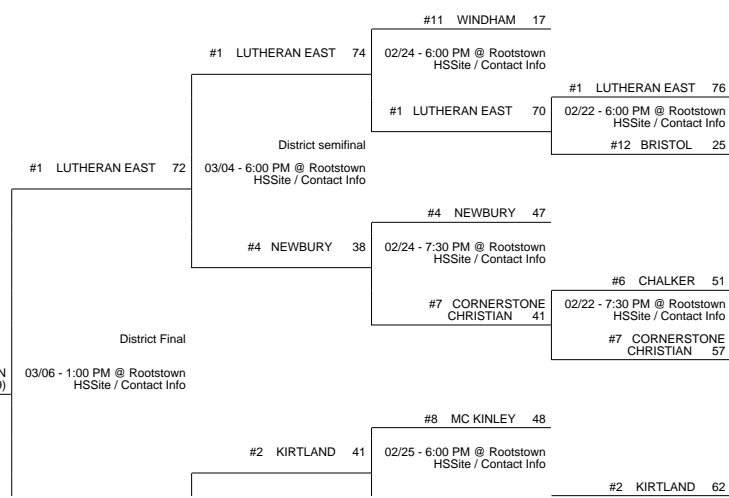 #11 WINDHAM 17
#1 LUTHERAN EAST 74
02/24 - 6:00 PM @ Rootstown
HSSite / Contact Info
#1 LUTHERAN EAST 76
#1 LUTHERAN EAST 70
02/22 - 6:00 PM @ Rootstown
HSSite / Contact Info
District semifinal
#12 BRISTOL 25
#1 LUTHERAN EAST 72
03/04 - 6:00 PM @ Rootstown
HSSite / Contact Info
#4 NEWBURY 47
#4 NEWBURY 38
02/24 - 7:30 PM @ Rootstown
HSSite / Contact Info
#6 CHALKER 51
#7 CORNERSTONE
CHRISTIAN 41
02/22 - 7:30 PM @ Rootstown
HSSite / Contact Info
District Final
#7 CORNERSTONE
CHRISTIAN 57
N
9)
03/06 - 1:00 PM @ Rootstown
HSSite / Contact Info
#8 MC KINLEY 48
#2 KIRTLAND 41
02/25 - 6:00 PM @ Rootstown
HSSite / Contact Info
#2 KIRTLAND 62